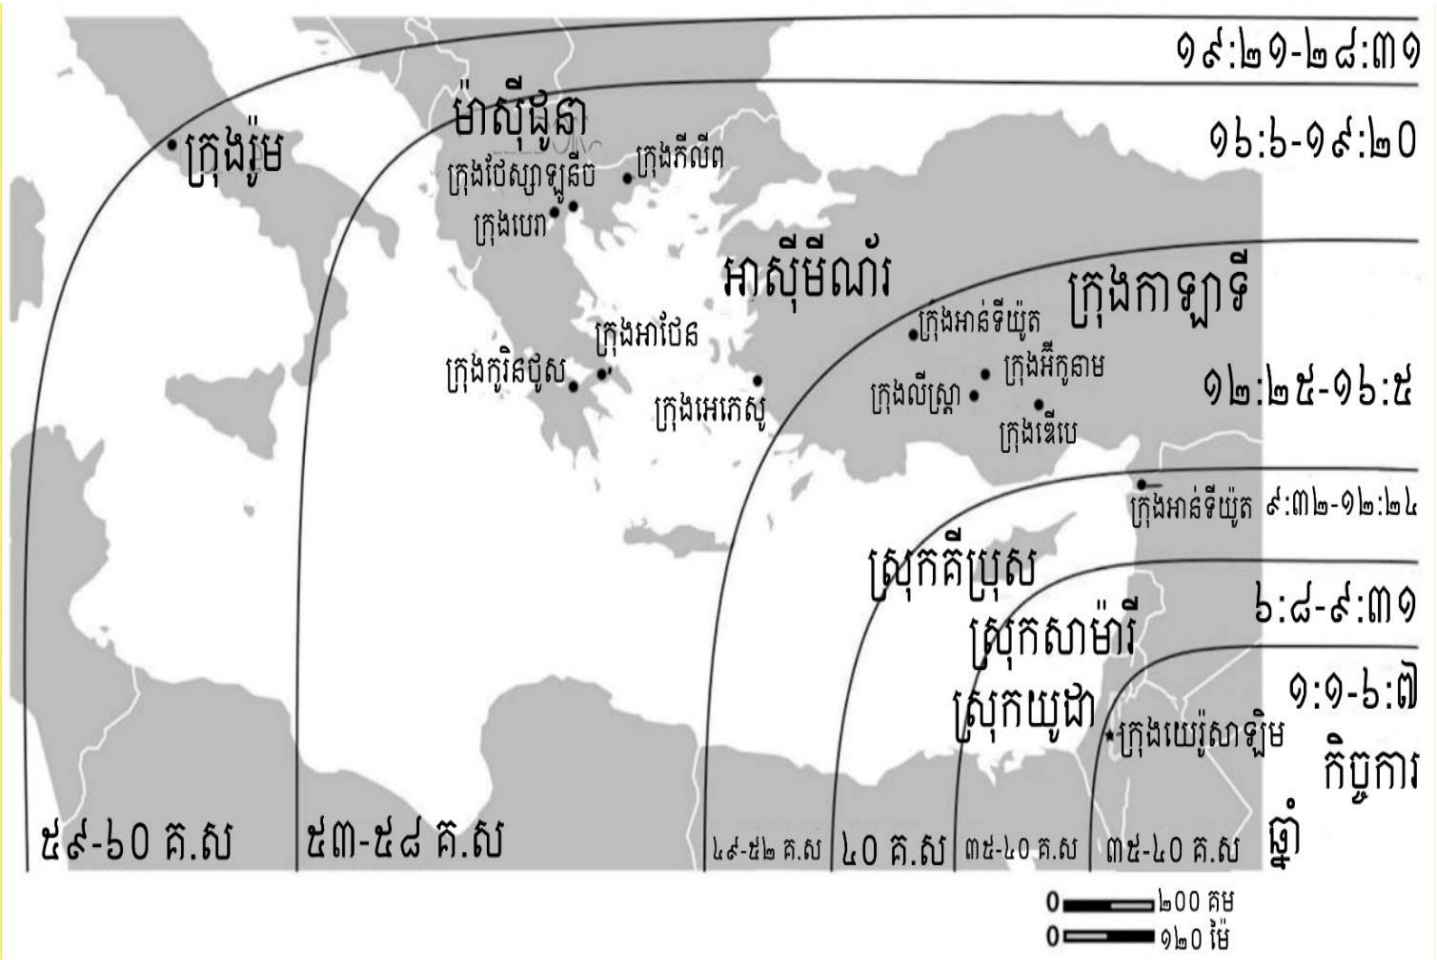 ១៩:២១-២៨:៣១
១៦:៦-១៩:២០
ម៉ាស៊ីដូនា
ក្រុងរ៉ូម
ក្រុងភីលីព
ក្រុងថែស្សាឡូនីច
ក្រុងបេរា
អាស៊ីមីណ័រ
ក្រុងកាឡាទី
ក្រុងអាន់ទីយ៉ូត
ក្រុងអាថែន
ក្រុងអ៊ីកូនាម
ក្រុងកូរិនថូស
ក្រុងលីស្ត្រា
១២:២៥-១៦:៥
ក្រុងអេភេសូ
ក្រុងឌើបេ
ក្រុងអាន់ទីយ៉ូត
៩:៣២-១២:២៤
ស្រុកគីប្រុស
៦:៨-៩:៣១
ស្រុកសាម៉ារី
១:១-៦:៧
ស្រុកយូដា
ក្រុងយេរ៉ូសាឡិម
កិច្ចការ
៥៩-៦០ គ.ស
៥៣-៥៨ គ.ស
៤៩-៥២ គ.ស
៤០ គ.ស
៣៥-៤០ គ.ស
៣៥-៤០ គ.ស
ឆ្នាំ
0 ២០០ គម
0 ១២០ ម៉ៃ